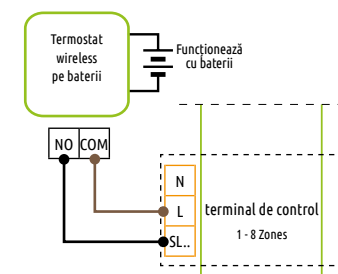 Termostat
wireless
pe baterii
Funcționează
cu baterii
NO COM
N
L
SL..
terminal de control
1 - 8 Zones